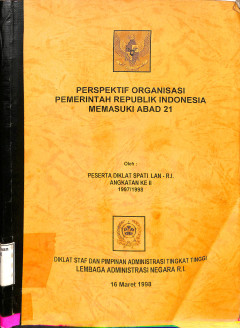 PERSPEKTIF ORGANISASI
PEMERINTAH REPUBLIK INDONESIA
MEMASUKI ABAD 21
Oleh :
PESERTA DIKLAT SPATI LAN - R.I.
ANGKATAN KE II
1997/1998
DIKLAT STAF DAN PIMPINAN ADMINISTRASI TINGKAT TINGGI
LEMBAGA ADMINISTRASI NEGARA R.I.
16 Maret 1998